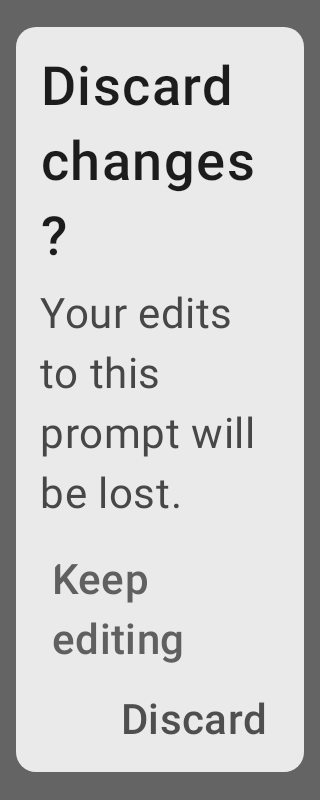 Discard
changes
?
Your edits
to this
prompt will
be lost.
Keep
editing
Discard